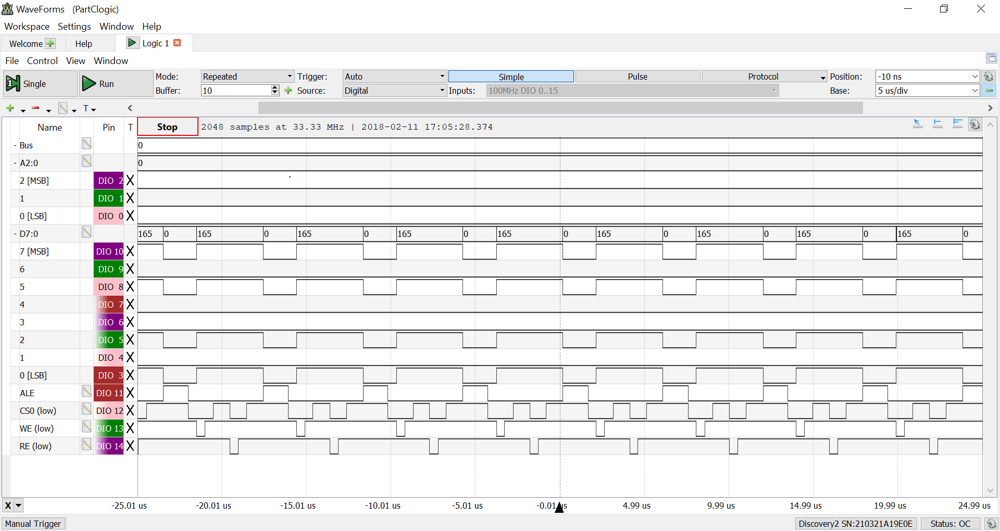 WaveForms (PartClogic)
Workspace Settings Window Help
Welcome Help Logic 1
File Control View Window
Single Run Mode: Repeated Trigger: Auto Simple Pulse Protocol Position: -10 ns
Buffer: 10 Source: Digital Inputs: 100MHz DIO 0..15 Base: 5 us/div
T
Name Pin T Stop 2048 samples at 33.33 MHz | 2018-02-11 17:05:28.374
- Bus 0
- A2:0 0
2 [MSB] DIO 2 X
1 DIO 1 X
0 [LSB] DIO 0 X
- D7:0 165 0 165 0 165 0 165 0 165 0 165 0 165 0 165 0 165 0
7 [MSB] DIO 10 X
6 DIO 9 X
5 DIO 8 X
4 DIO 7 X
3 DIO 6 X
2 DIO 5 X
1 DIO 4 X
0 [LSB] DIO 3 X
ALE DIO 11 X
CS0 (low) DIO 12 X
WE (low) DIO 13 X
RE (low) DIO 14 X
X -25.01 us -20.01 us -15.01 us -10.01 us -5.01 us -0.01 us 4.99 us 9.99 us 14.99 us 19.99 us 24.99 us
Manual Trigger Discovery2 SN:210321A19E0E Status: OC